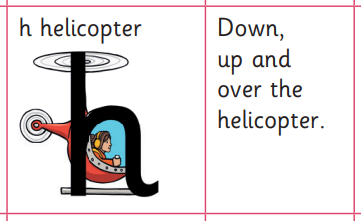 h helicopter
h
Down,
up and
over the
helicopter.